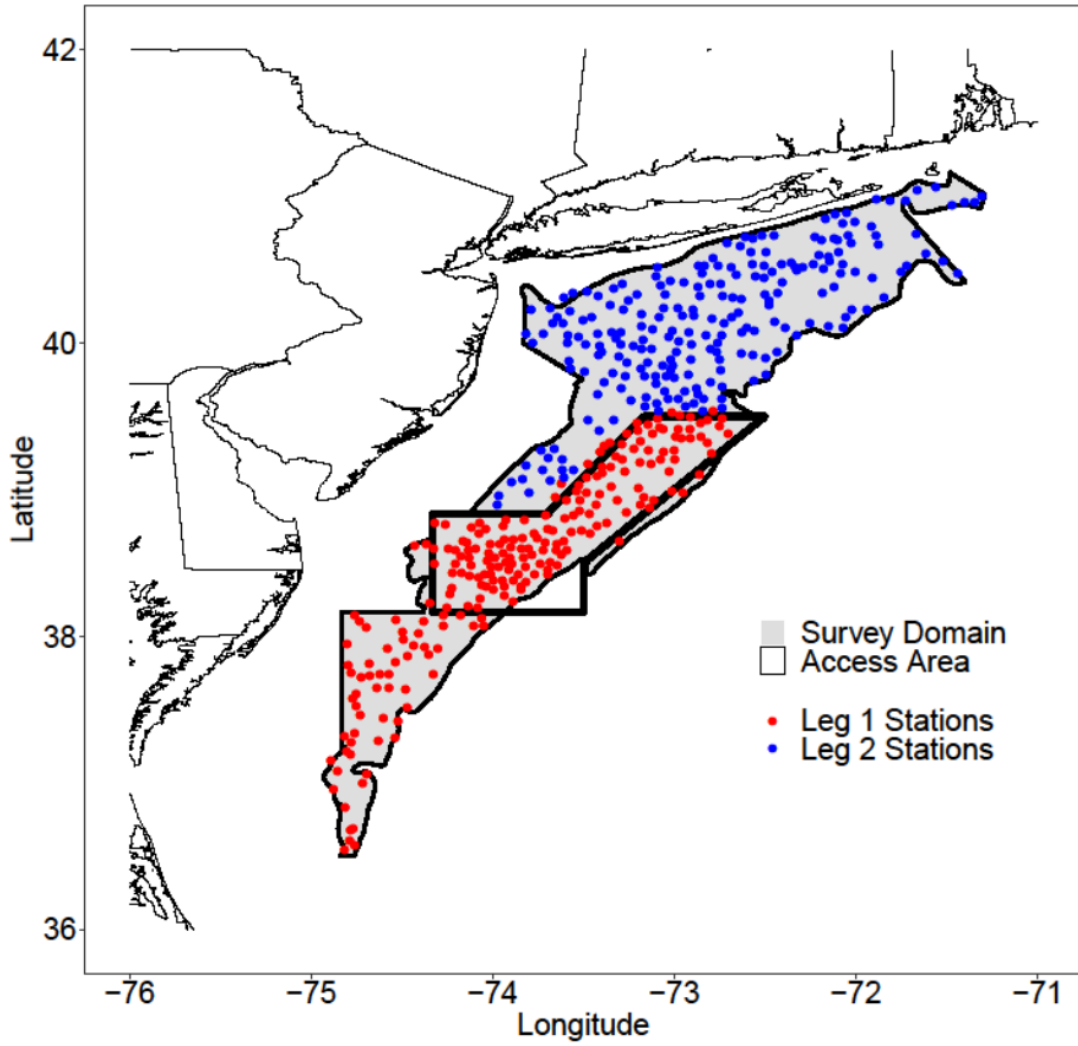 42
40
38
36
Latitude
Survey Domain
Access Area
Leg 1 Stations
Leg 2 Stations
−76 −75 −74 −73 −72 −71
Longitude